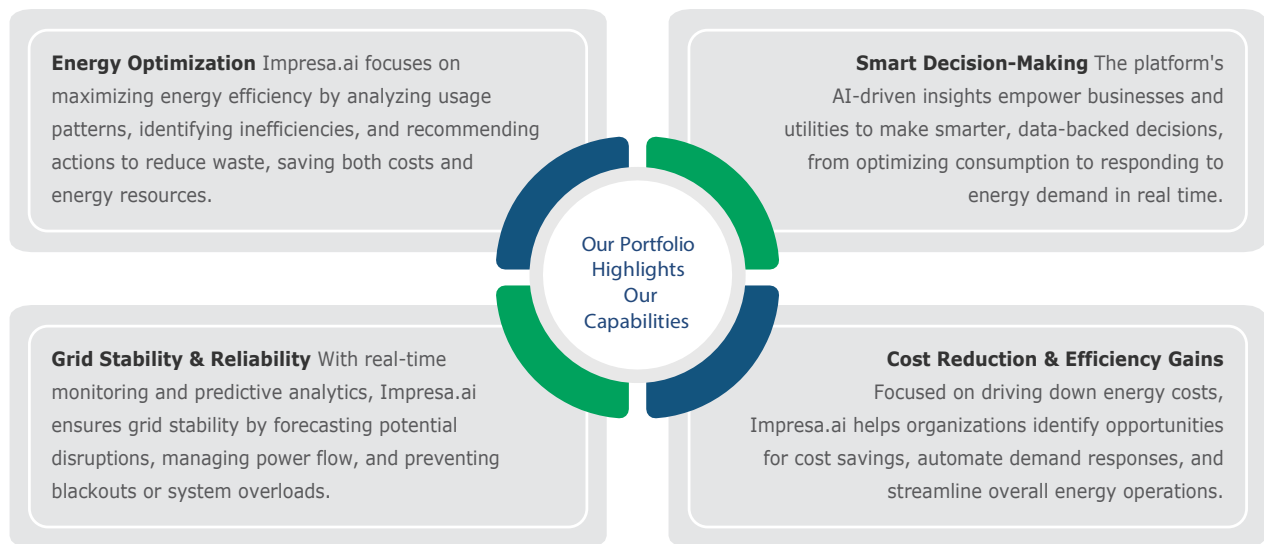 Energy Optimization Impresa.ai focuses on
maximizing energy efficiency by analyzing usage
patterns, identifying inefficiencies, and recommending
actions to reduce waste, saving both costs and
energy resources.
Smart Decision-Making The platform's
AI-driven insights empower businesses and
utilities to make smarter, data-backed decisions,
from optimizing consumption to responding to
energy demand in real time.
Our Portfolio
Highlights
Our
Capabilities
Grid Stability & Reliability With real-time
monitoring and predictive analytics, Impresa.ai
ensures grid stability by forecasting potential
disruptions, managing power flow, and preventing
blackouts or system overloads.
Cost Reduction & Efficiency Gains
Focused on driving down energy costs,
Impresa.ai helps organizations identify opportunities
for cost savings, automate demand responses, and
streamline overall energy operations.